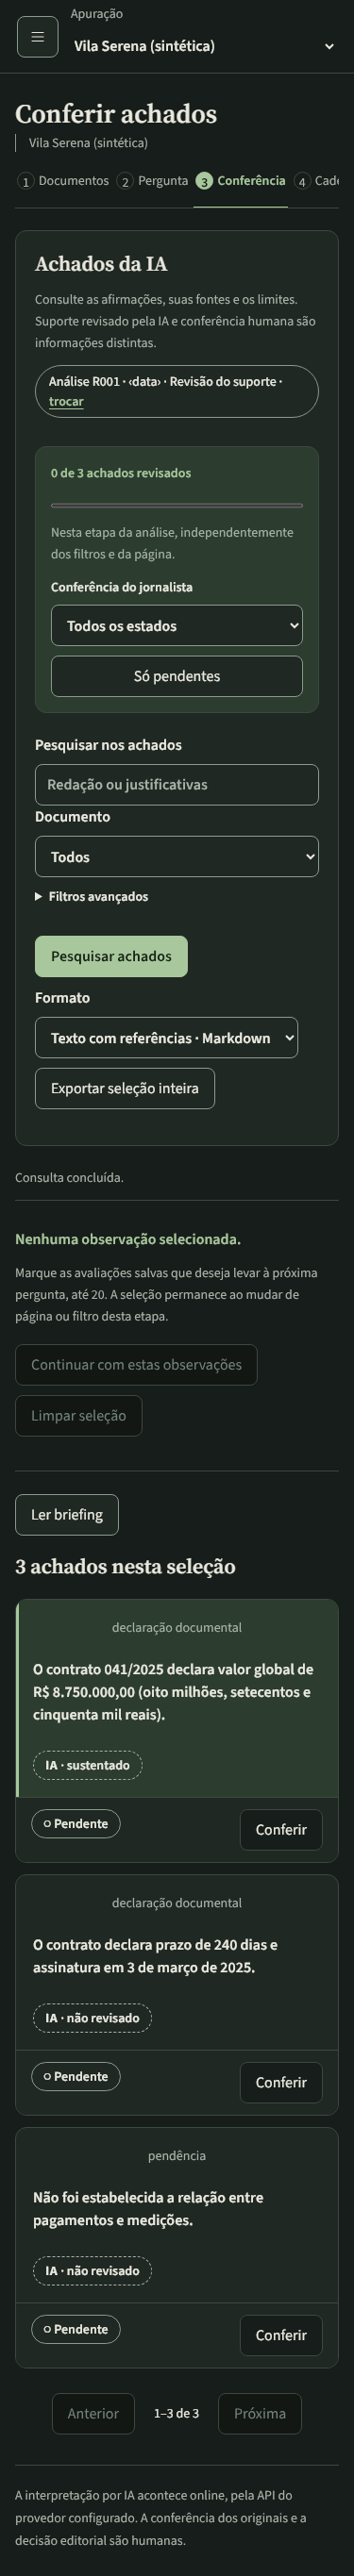 Apuração
Vila Serena (sintética)
Conferir achados
Vila Serena (sintética)
1 Documentos 2 Pergunta 3 Conferência 4 Cade
Achados da IA
Consulte as afirmações, suas fontes e os limites.
Suporte revisado pela IA e conferência humana são
informações distintas.
Análise R001 · ‹data› · Revisão do suporte ·
trocar
0 de 3 achados revisados
Nesta etapa da análise, independentemente
dos filtros e da página.
Conferência do jornalista
Todos os estados
Só pendentes
Pesquisar nos achados
Redação ou justificativas
Documento
Todos
Filtros avançados
Pesquisar achados
Formato
Texto com referências · Markdown
Exportar seleção inteira
Consulta concluída.
Nenhuma observação selecionada.
Marque as avaliações salvas que deseja levar à próxima
pergunta, até 20. A seleção permanece ao mudar de
página ou filtro desta etapa.
Continuar com estas observações
Limpar seleção
Ler briefing
3 achados nesta seleção
declaração documental
O contrato 041/2025 declara valor global de
R$ 8.750.000,00 (oito milhões, setecentos e
cinquenta mil reais).
IA · sustentado
Pendente
Conferir
declaração documental
O contrato declara prazo de 240 dias e
assinatura em 3 de março de 2025.
IA · não revisado
Pendente
Conferir
pendência
Não foi estabelecida a relação entre
pagamentos e medições.
IA · não revisado
Pendente
Conferir
Anterior 1–3 de 3 Próxima
A interpretação por IA acontece online, pela API do
provedor configurado. A conferência dos originais e a
decisão editorial são humanas.